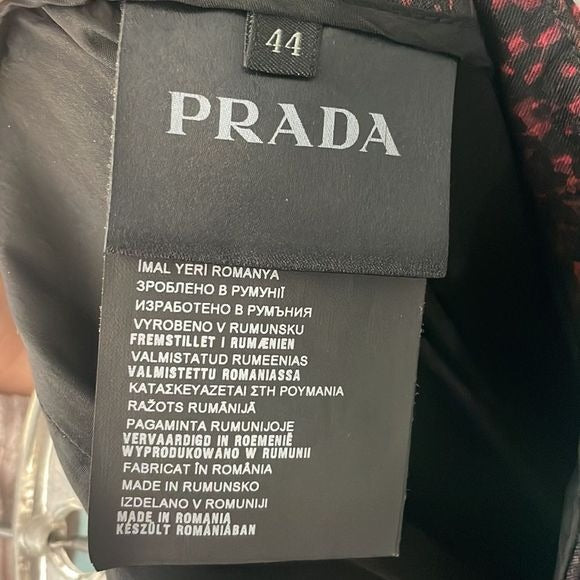 44
PRADA
İMAL YERİ ROMANYA
ЗРОБЛЕНО В РУМУНІЇ
ИЗРАБОТЕНО В РУМЪНИЯ
VYROBENO V RUMUNSKU
FREMSTILLET I RUMÆNIEN
VALMISTATUD RUMEENIAS
VALMISTETTU ROMANIASSA
ΚΑΤΑΣΚΕΥΑΖΕΤΑΙ ΣΤΗ ΡΟΥΜΑΝΙΑ
RAŽOTS RUMĀNIJĀ
PAGAMINTA RUMUNIJOJE
VERVAARDIGD IN ROEMENIË
WYPRODUKOWANO W RUMUNII
FABRICAT ÎN ROMÂNIA
MADE IN RUMUNSKO
IZDELANO V ROMUNIJI
MADE IN ROMANIA
KÉSZÜLT ROMÁNIÁBAN